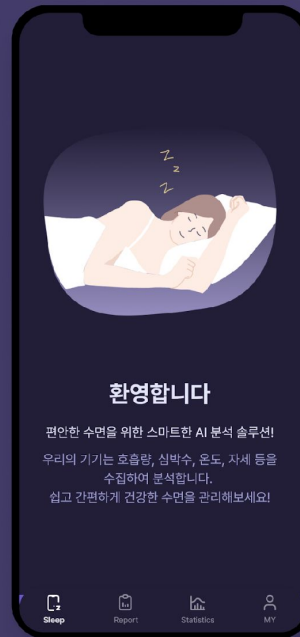 z
z
z
환영합니다
편안한 수면을 위한 스마트한 AI 분석 솔루션!
우리의 기기는 호흡량, 심박수, 온도, 자세 등을
수집하여 분석합니다.
쉽고 간편하게 건강한 수면을 관리해보세요!
Sleep Report Statistics MY